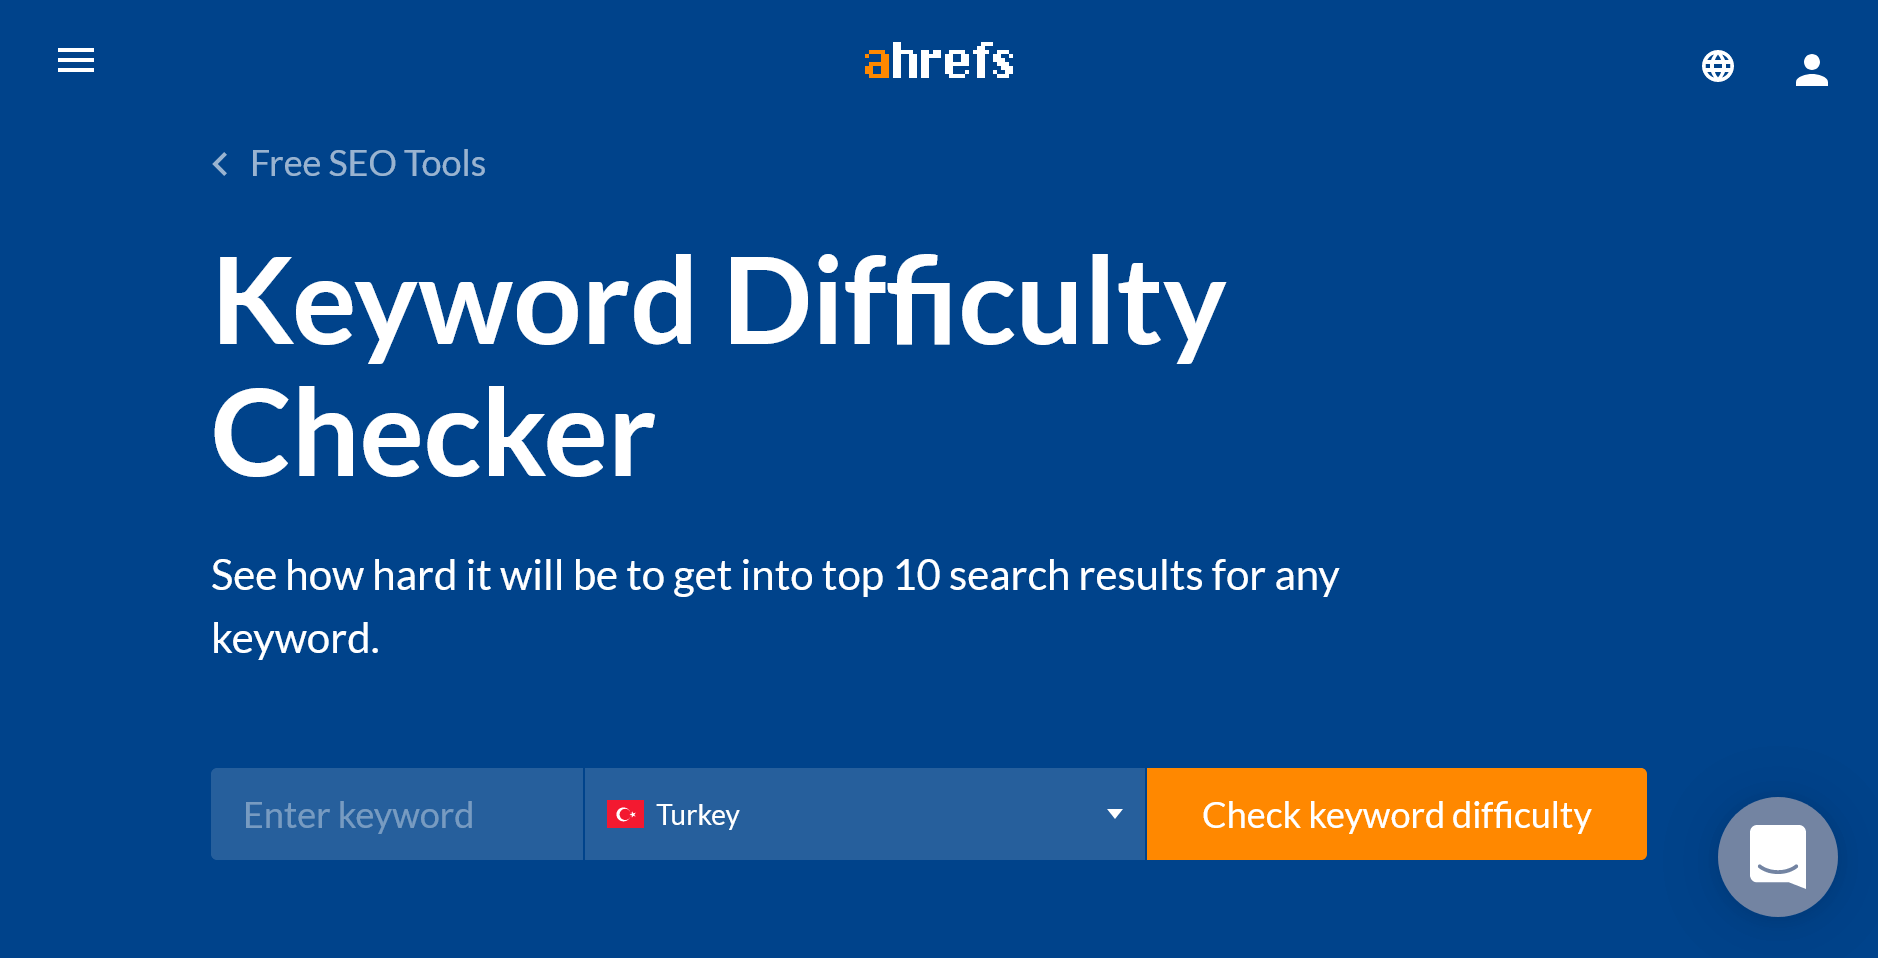 ahrefs
Free SEO Tools
Keyword Difficulty
Checker
See how hard it will be to get into top 10 search results for any
keyword.
Enter keyword
Turkey
Check keyword difficulty